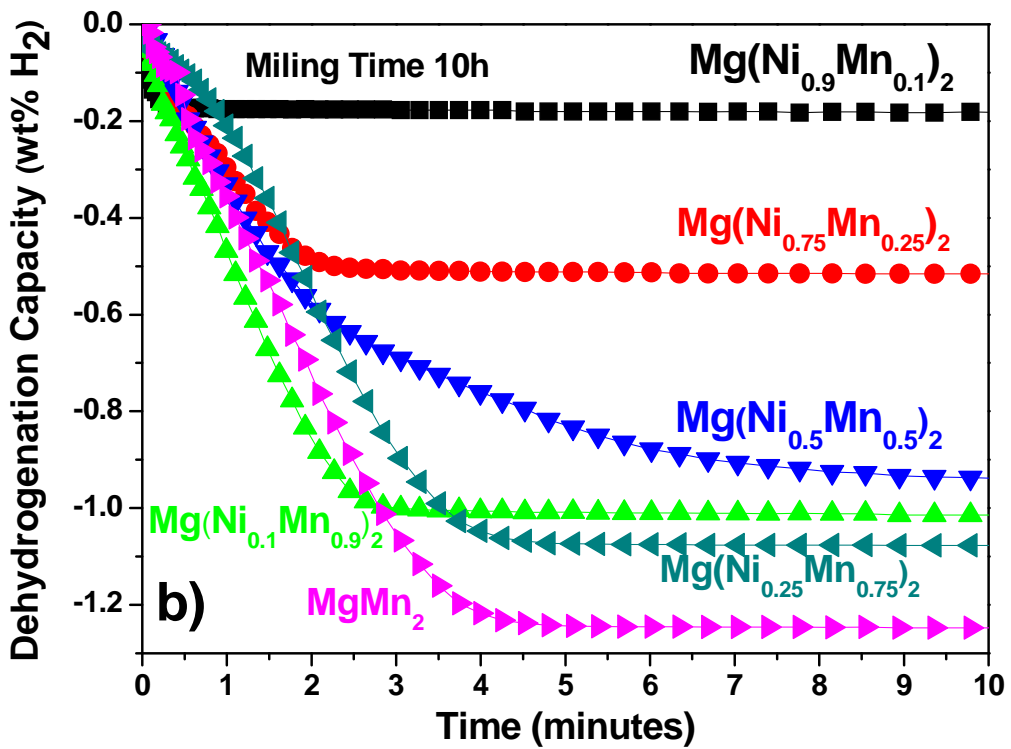 Dehydrogenation Capacity (wt% H₂)
0.0
-0.2
-0.4
-0.6
-0.8
-1.0
-1.2
Miling Time 10h
Mg(Ni₀.₉Mn₀.₁)₂
Mg(Ni₀.₇₅Mn₀.₂₅)₂
Mg(Ni₀.₅Mn₀.₅)₂
Mg(Ni₀.₁Mn₀.₉)₂
Mg(Ni₀.₂₅Mn₀.₇₅)₂
b)
MgMn₂
0 1 2 3 4 5 6 7 8 9 10
Time (minutes)